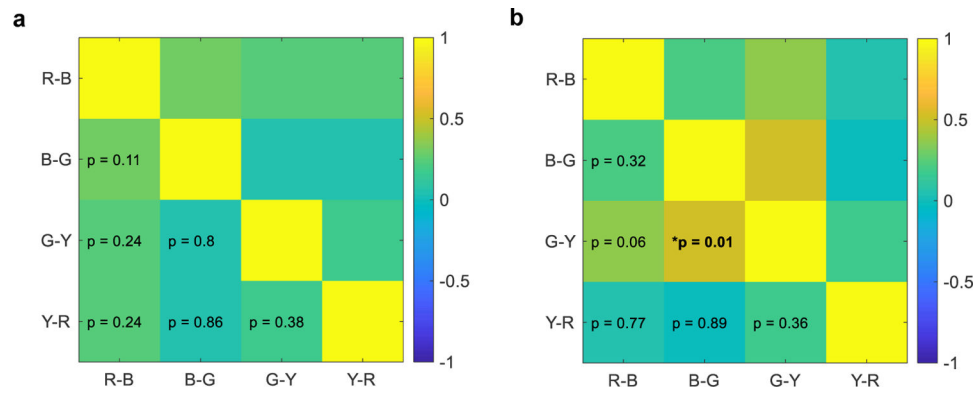 a
R-B
B-G
G-Y
Y-R
p = 0.11
p = 0.24
p = 0.8
p = 0.24
p = 0.86
p = 0.38
R-B
B-G
G-Y
Y-R
1
0.5
0
-0.5
-1
b
R-B
B-G
G-Y
Y-R
p = 0.32
p = 0.06
*p = 0.01
p = 0.77
p = 0.89
p = 0.36
R-B
B-G
G-Y
Y-R
1
0.5
0
-0.5
-1